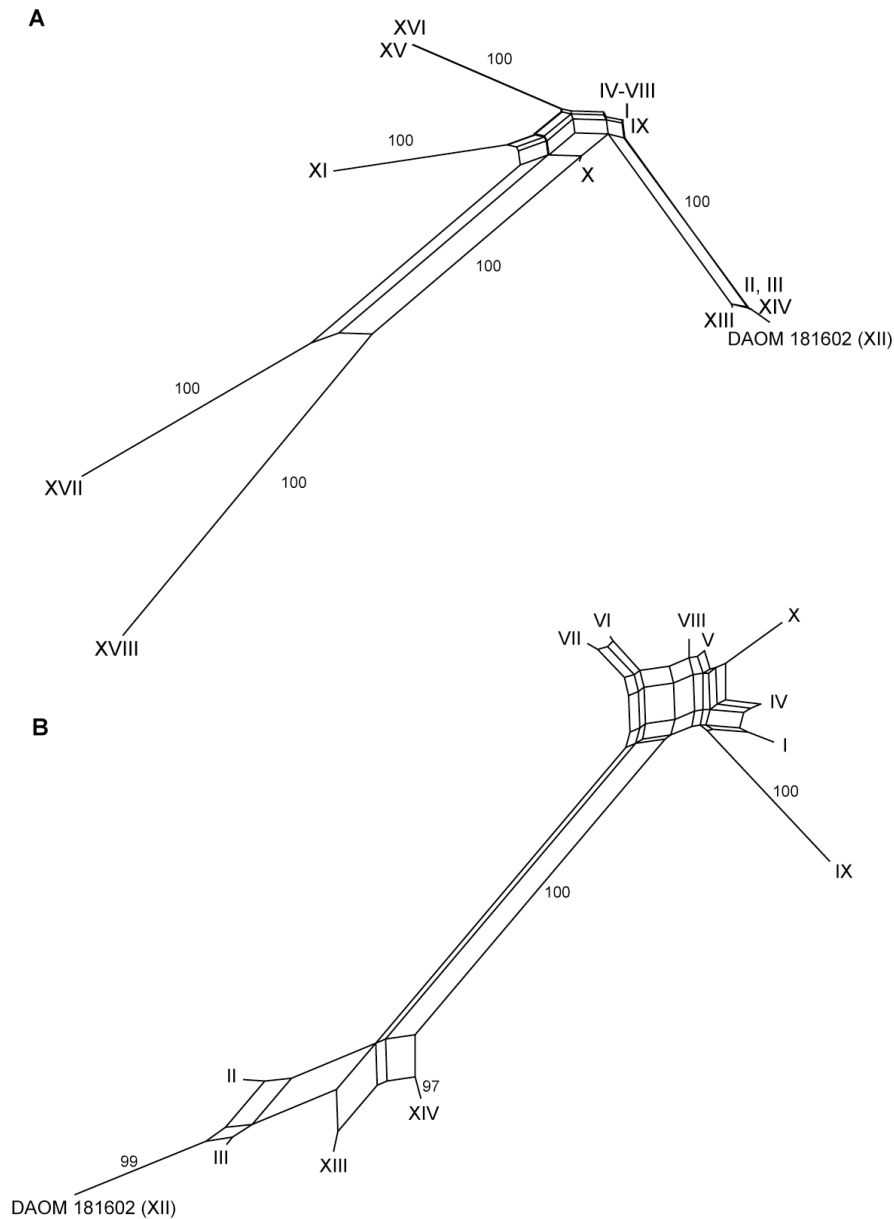 A
XVI
XV
100
IV-VIII
I
IX
100
XI
X
100
100
II, III
XIV
XIII
DAOM 181602 (XII)
100
XVII
100
XVIII
B
VI
VII
VIII
V
X
IV
I
100
IX
100
II
97
XIV
III
XIII
99
DAOM 181602 (XII)